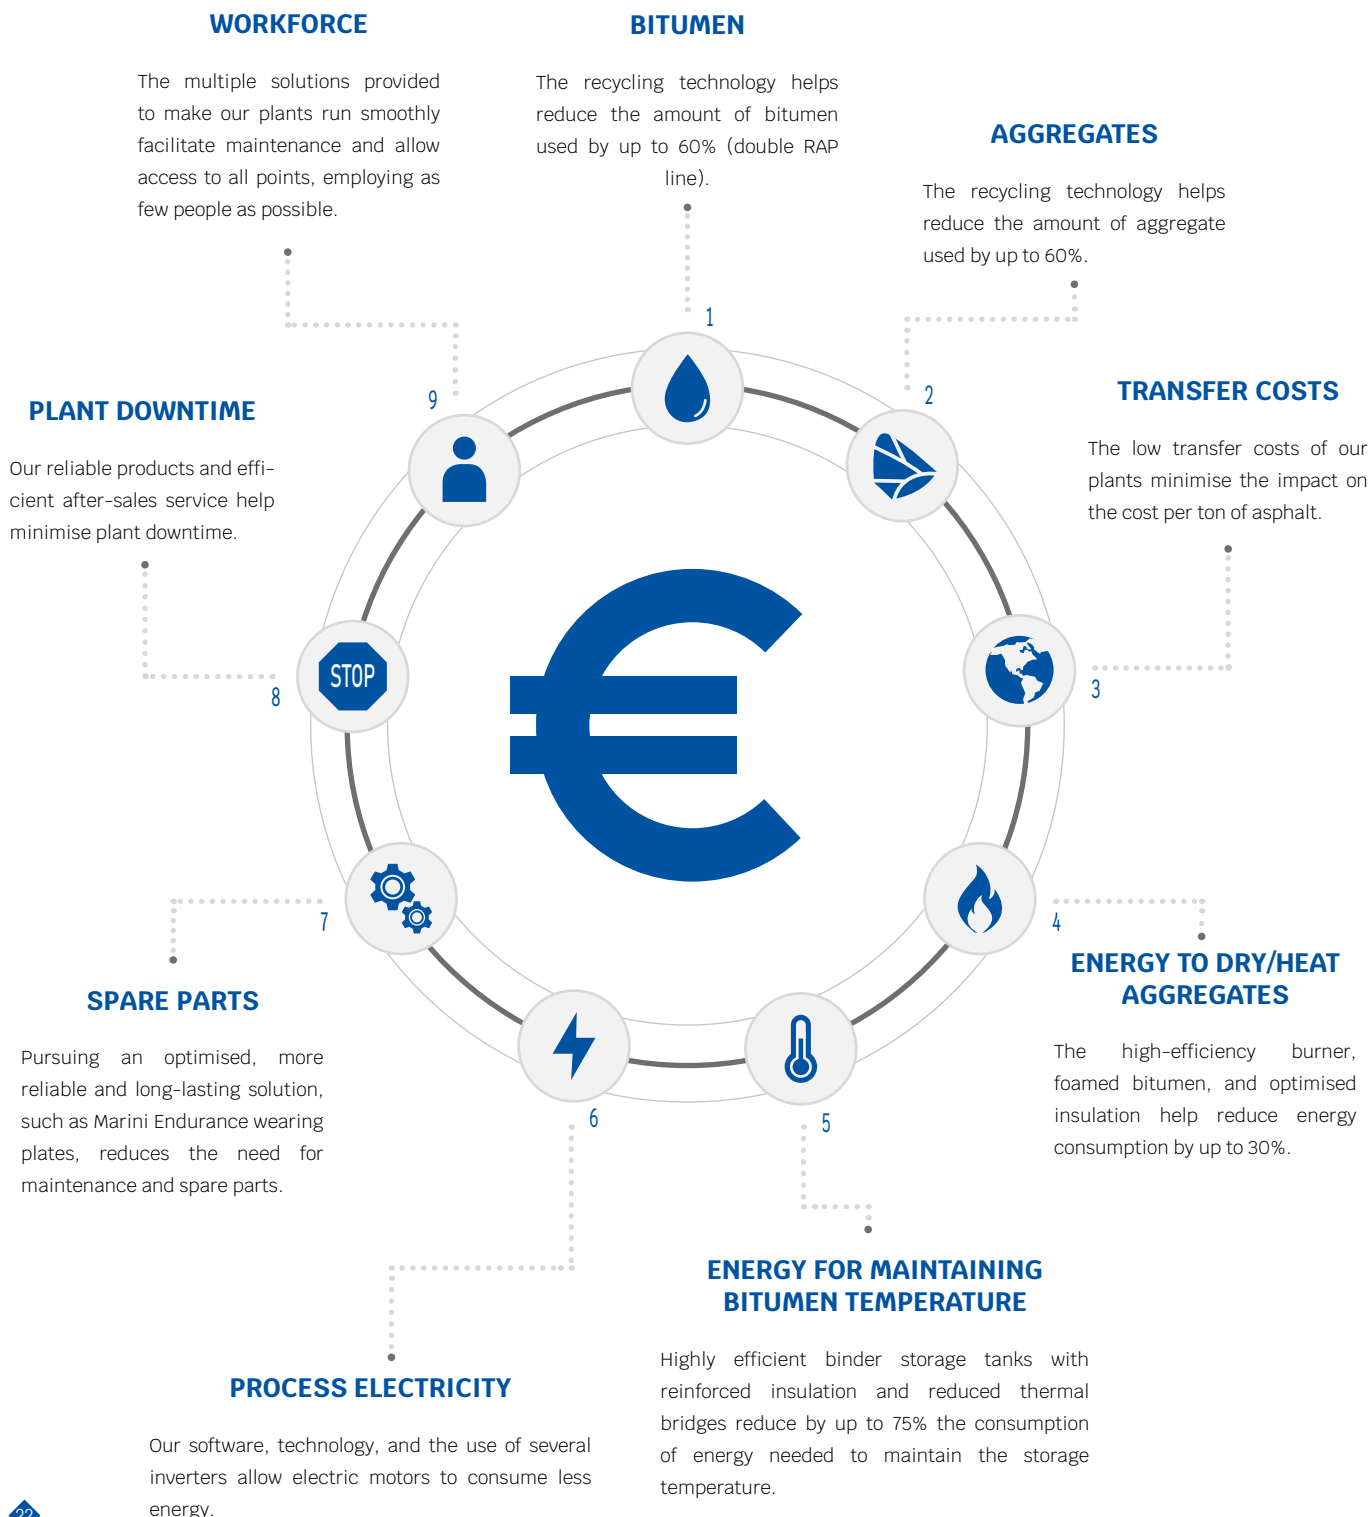 WORKFORCE
The multiple solutions provided
to make our plants run smoothly
facilitate maintenance and allow
access to all points, employing as
few people as possible.
BITUMEN
The recycling technology helps
reduce the amount of bitumen
used by up to 60% (double RAP
line).
AGGREGATES
The recycling technology helps
reduce the amount of aggregate
used by up to 60%.
TRANSFER COSTS
The low transfer costs of our
plants minimise the impact on
the cost per ton of asphalt.
PLANT DOWNTIME
Our reliable products and effi-
cient after-sales service help
minimise plant downtime.
1
2
3
4
5
6
7
8
9
STOP
€
ENERGY TO DRY/HEAT
AGGREGATES
The high-efficiency burner,
foamed bitumen, and optimised
insulation help reduce energy
consumption by up to 30%.
SPARE PARTS
Pursuing an optimised, more
reliable and long-lasting solution,
such as Marini Endurance wearing
plates, reduces the need for
maintenance and spare parts.
ENERGY FOR MAINTAINING
BITUMEN TEMPERATURE
Highly efficient binder storage tanks with
reinforced insulation and reduced thermal
bridges reduce by up to 75% the consumption
of energy needed to maintain the storage
temperature.
PROCESS ELECTRICITY
Our software, technology, and the use of several
inverters allow electric motors to consume less
energy.
22